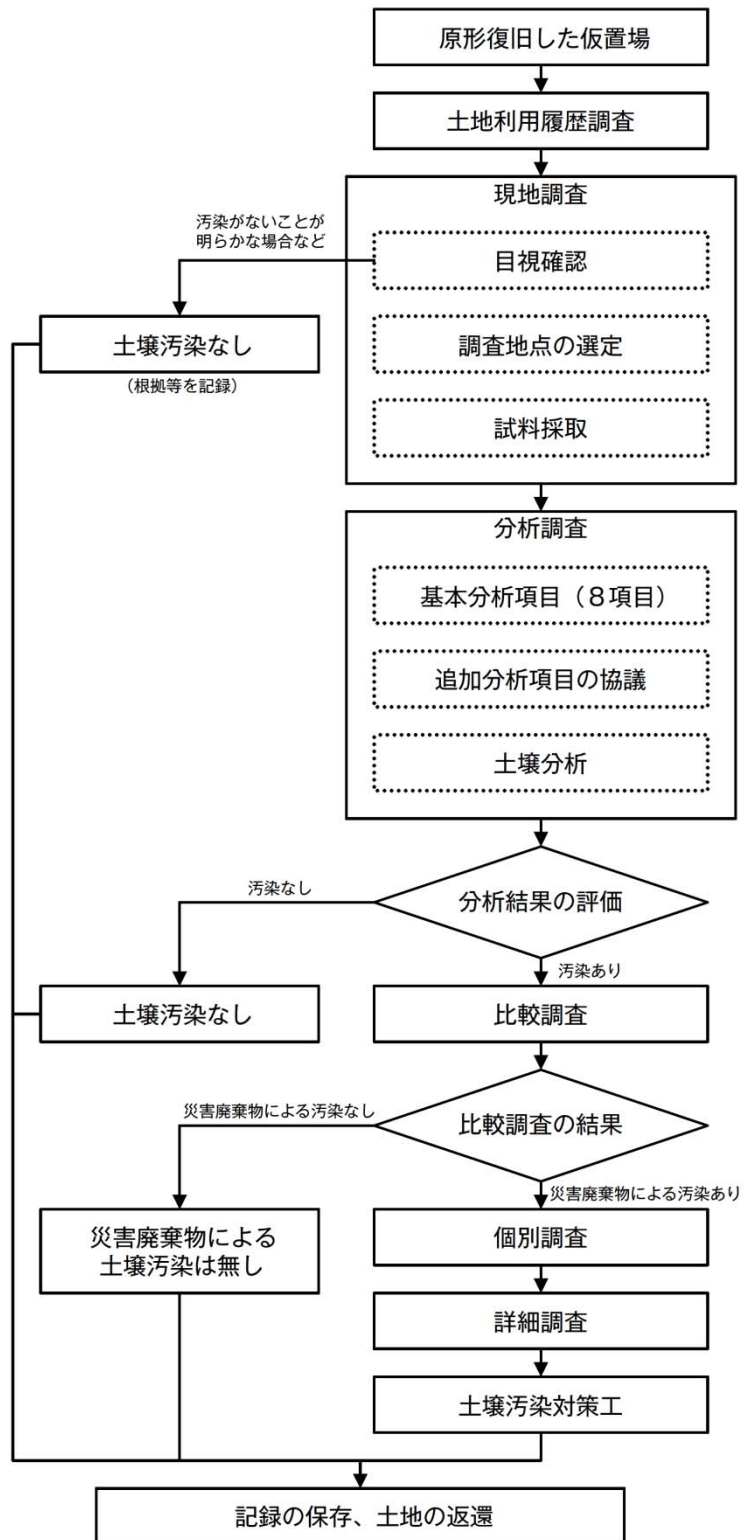 原形復旧した仮置場
土地利用履歴調査
現地調査
汚染がないことが
明らかな場合など
目視確認
土壌汚染なし
(根拠等を記録)
調査地点の選定
試料採取
分析調査
基本分析項目（８項目）
追加分析項目の協議
土壌分析
分析結果の評価
汚染なし
汚染あり
土壌汚染なし
比較調査
災害廃棄物による汚染なし
比較調査の結果
災害廃棄物による汚染あり
災害廃棄物による
土壌汚染は無し
個別調査
詳細調査
土壌汚染対策工
記録の保存、土地の返還